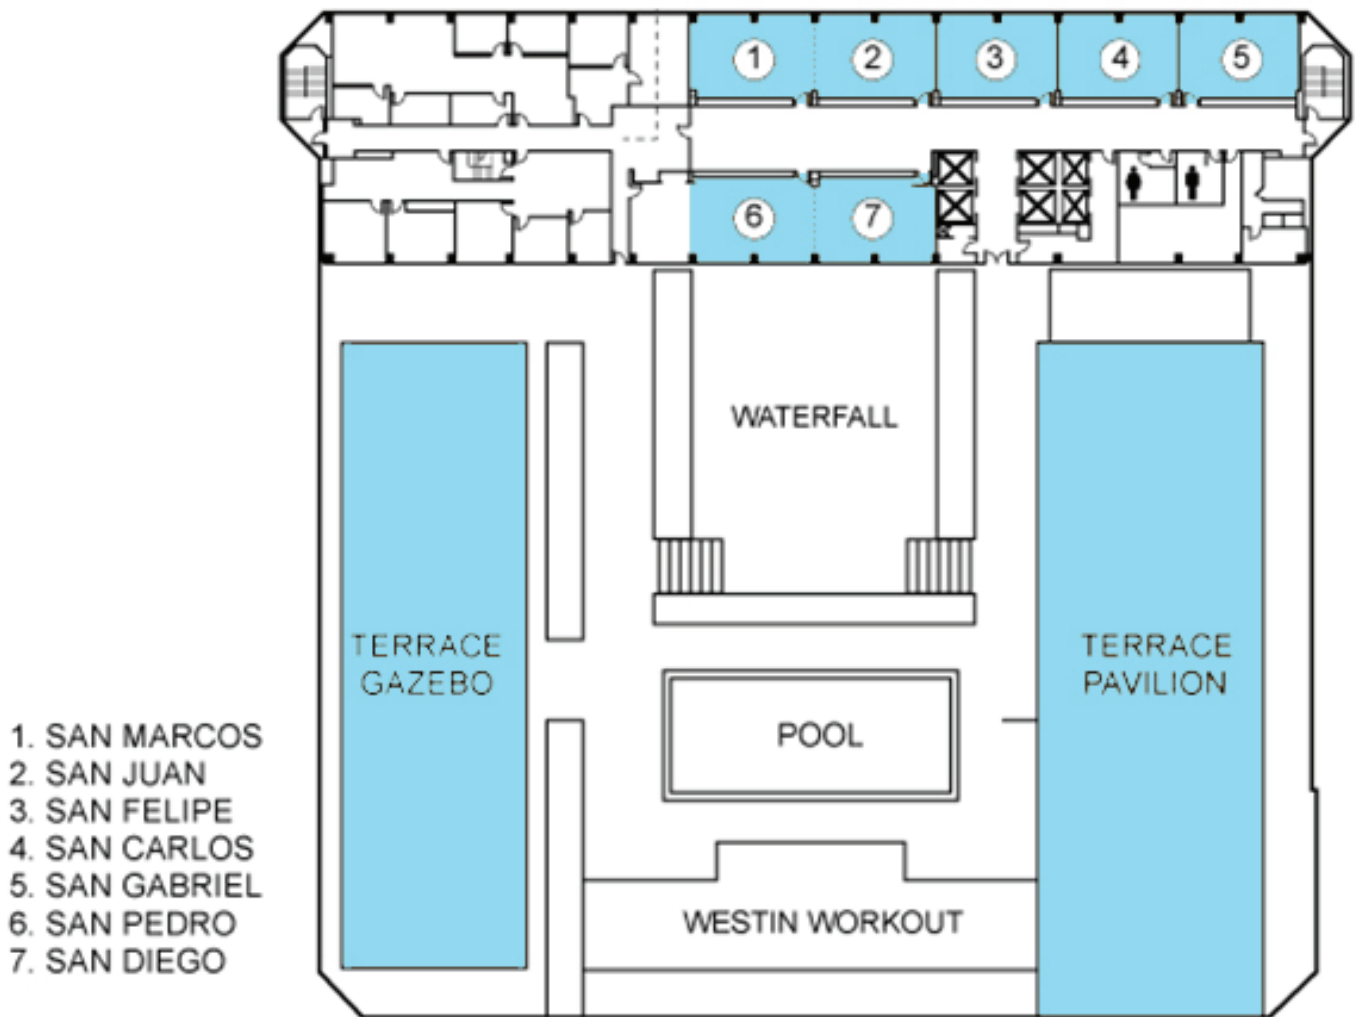 1
2
3
4
5
6
7
WATERFALL
TERRACE
GAZEBO
TERRACE
PAVILION
POOL
WESTIN WORKOUT
1. SAN MARCOS
2. SAN JUAN
3. SAN FELIPE
4. SAN CARLOS
5. SAN GABRIEL
6. SAN PEDRO
7. SAN DIEGO